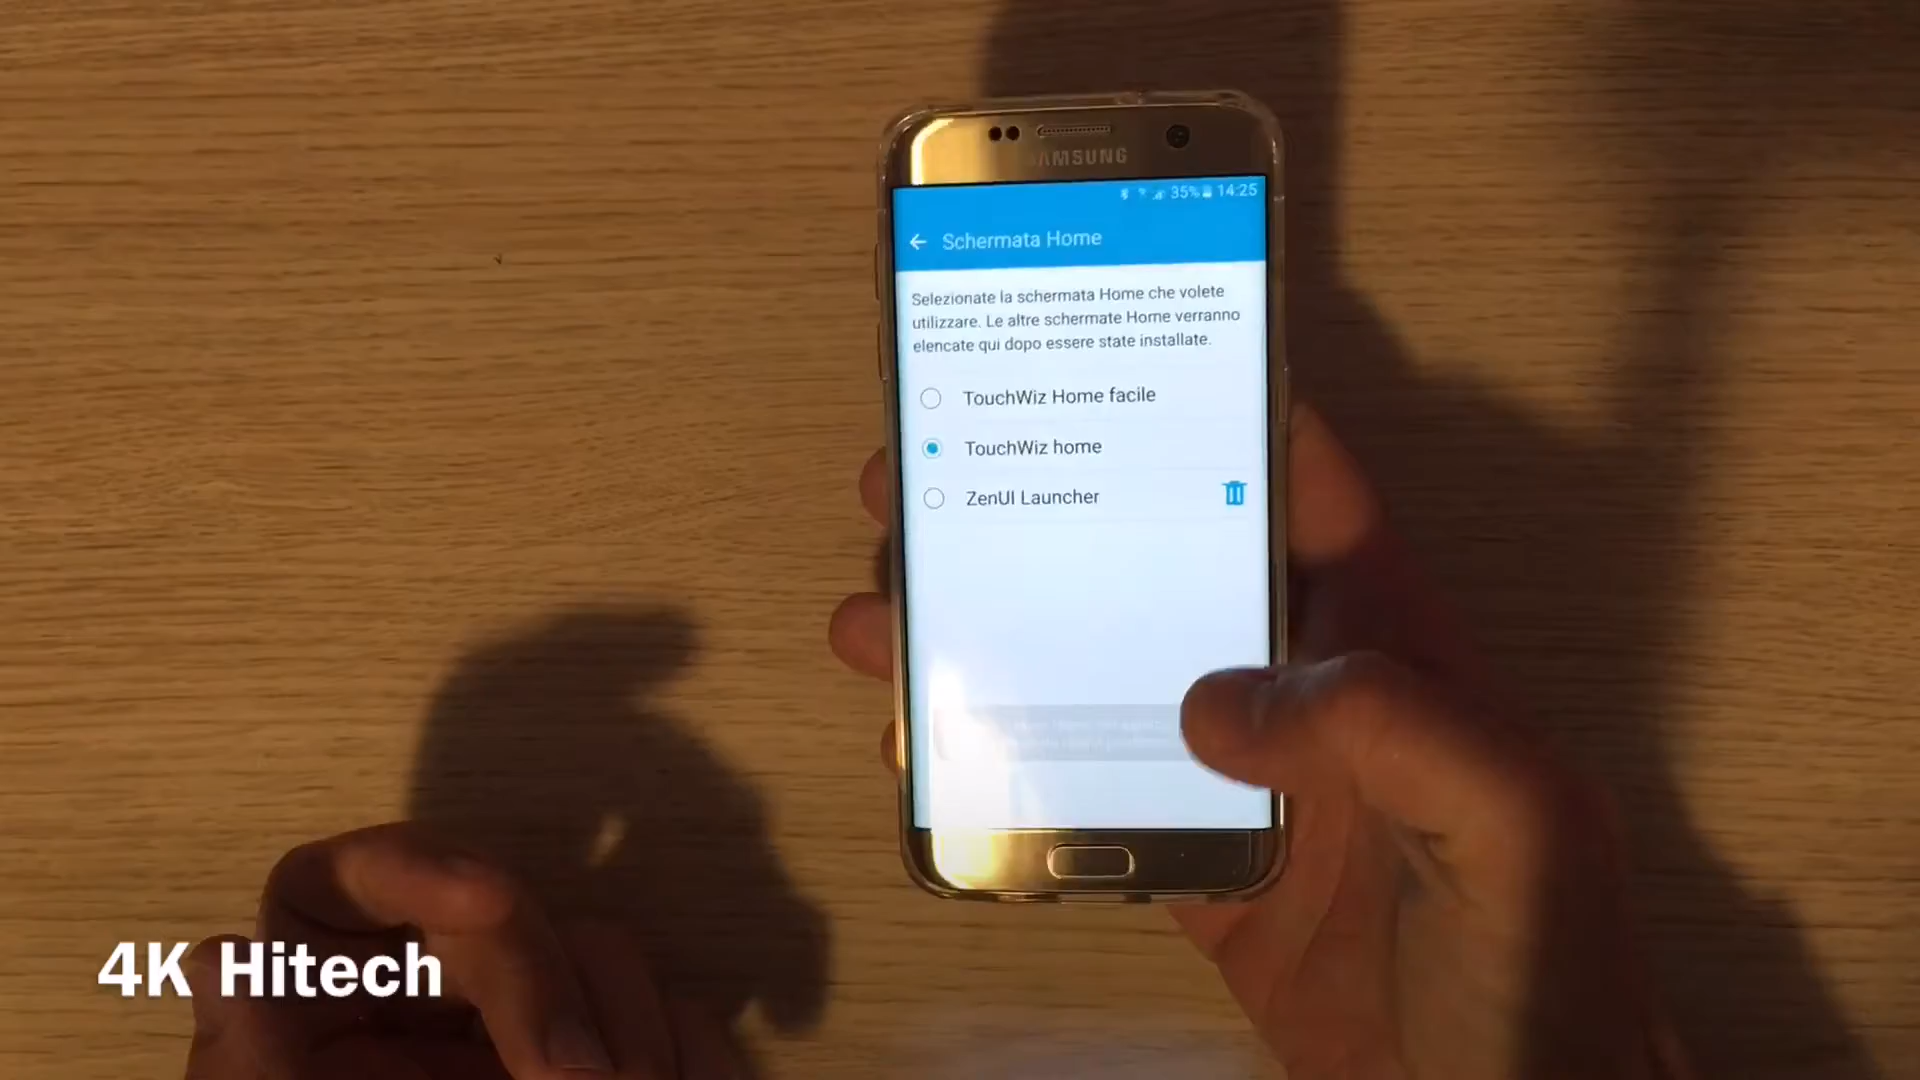 SAMSUNG
35% 14:25
Schermata Home
Selezionate la schermata Home che volete
utilizzare. Le altre schermate Home verranno
elencate qui dopo essere state installate.
TouchWiz Home facile
TouchWiz home
ZenUI Launcher
4K Hitech